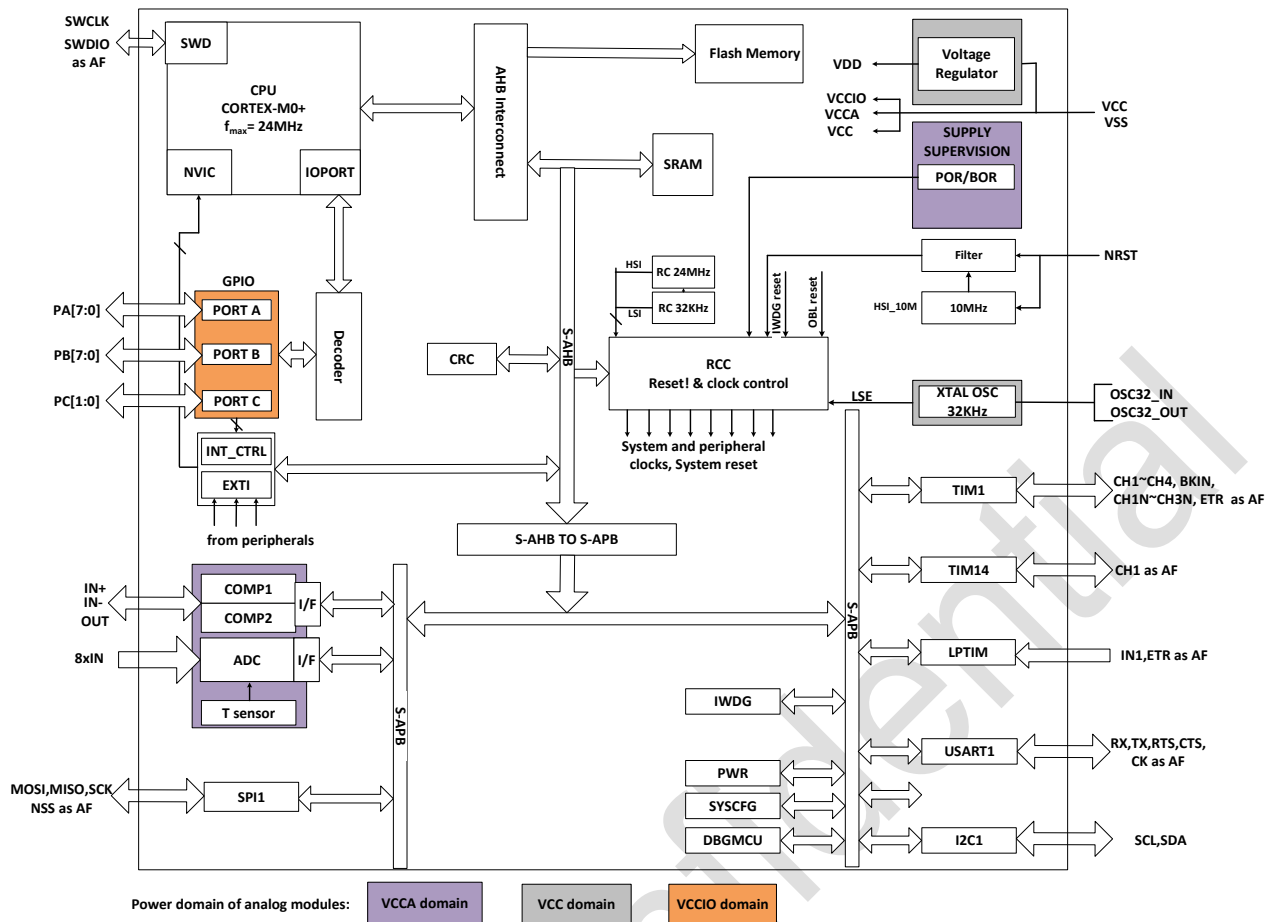 SWCLK
SWDIO
as AF
SWD
CPU
CORTEX-M0+
fmax= 24MHz
NVIC
IOPORT
AHB Interconnect
Flash Memory
SRAM
Voltage
Regulator
VDD
VCCIO
VCCA
VCC
VCC
VSS
SUPPLY
SUPERVISION
POR/BOR
Filter
NRST
HSI_10M
10MHz
HSI
RC 24MHz
LSI
RC 32KHz
IWDG reset
OBL reset
GPIO
PA[7:0]
PORT A
PB[7:0]
PORT B
PC[1:0]
PORT C
Decoder
CRC
S-AHB
RCC
Reset! & clock control
LSE
XTAL OSC
32KHz
OSC32_IN
OSC32_OUT
System and peripheral
clocks, System reset
INT_CTRL
EXTI
from peripherals
S-AHB TO S-APB
TIM1
CH1~CH4, BKIN,
CH1N~CH3N, ETR as AF
TIM14
CH1 as AF
S-APB
LPTIM
IN1,ETR as AF
IN+
IN-
OUT
COMP1
COMP2
I/F
8xIN
ADC
I/F
T sensor
S-APB
IWDG
USART1
RX,TX,RTS,CTS,
CK as AF
PWR
SYSCFG
DBGMCU
I2C1
SCL,SDA
MOSI,MISO,SCK
NSS as AF
SPI1
Power domain of analog modules:
VCCA domain
VCC domain
VCCIO domain
nfidential